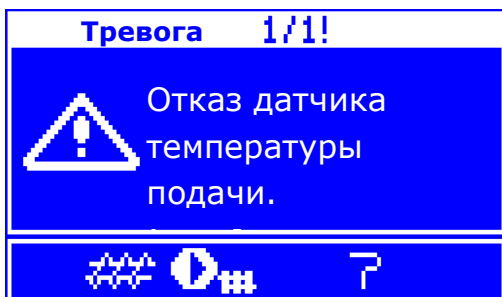 Тревога 1/1!
Отказ датчика
температуры
подачи.